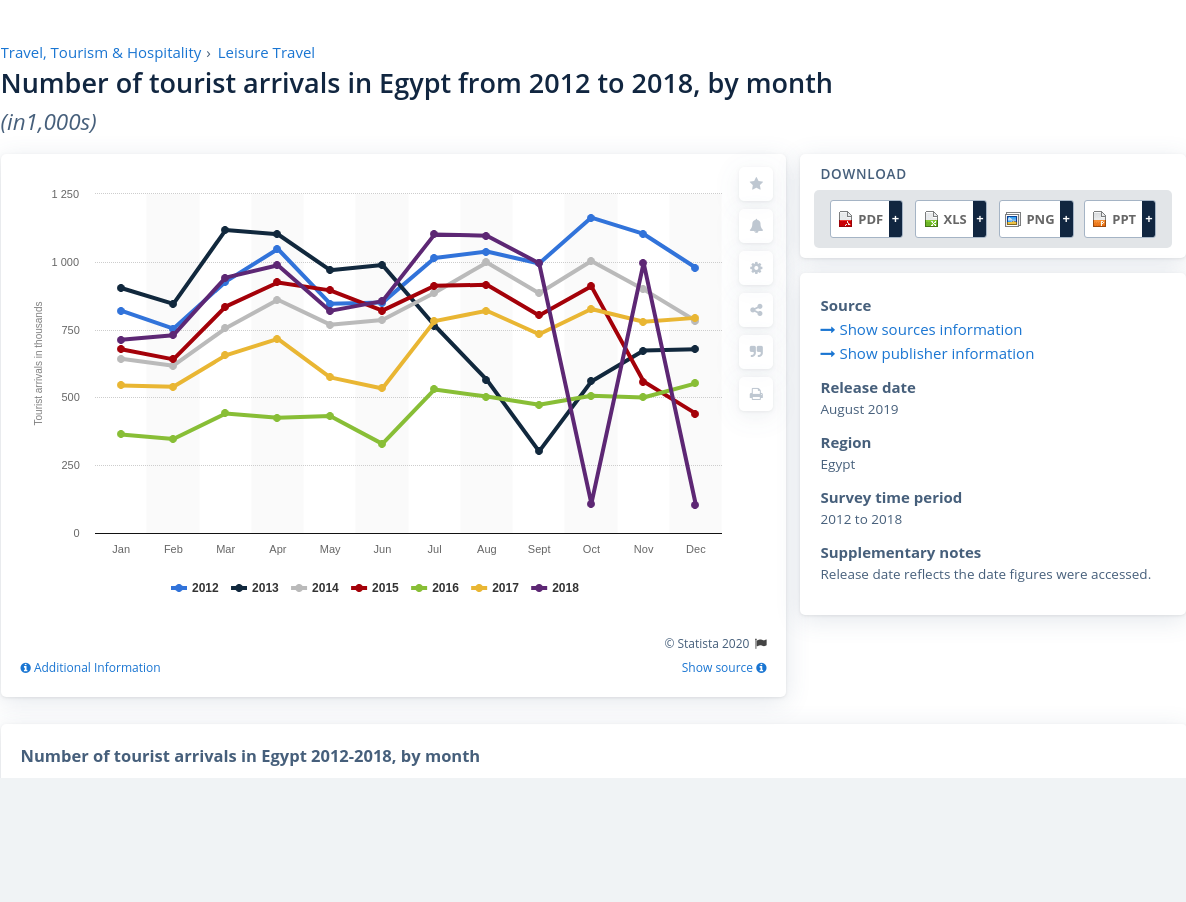 Travel, Tourism & Hospitality › Leisure Travel
Number of tourist arrivals in Egypt from 2012 to 2018, by month
(in1,000s)
1 250
1 000
750
500
250
0
Tourist arrivals in thousands
Jan Feb Mar Apr May Jun Jul Aug Sept Oct Nov Dec
2012 2013 2014 2015 2016 2017 2018
© Statista 2020
Additional Information
Show source
DOWNLOAD
PDF + XLS + PNG + PPT +
Source
Show sources information
Show publisher information
Release date
August 2019
Region
Egypt
Survey time period
2012 to 2018
Supplementary notes
Release date reflects the date figures were accessed.
Number of tourist arrivals in Egypt 2012-2018, by month